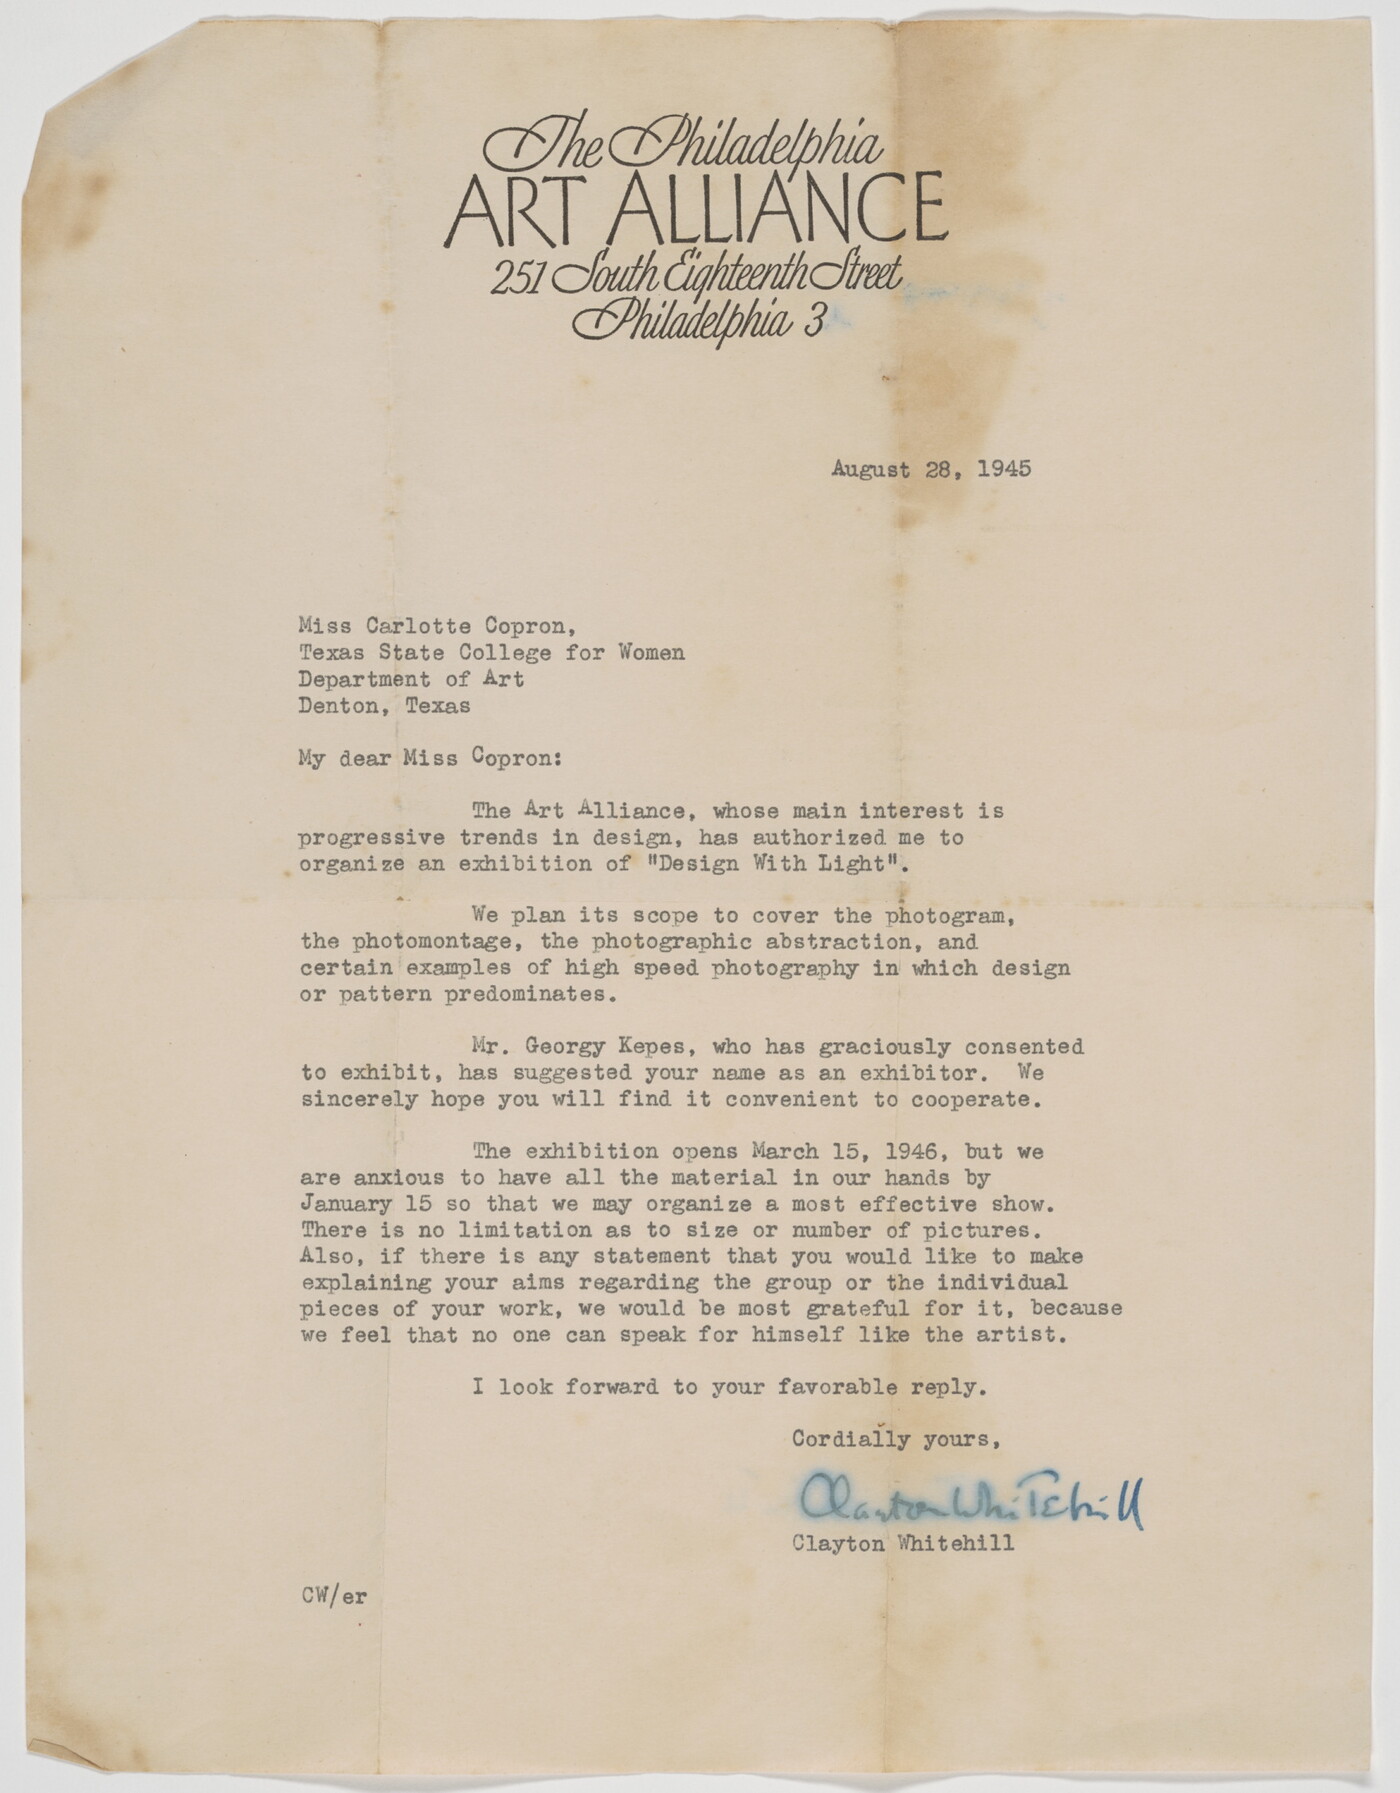 The Philadelphia
ART ALLIANCE
251 South Eighteenth Street
Philadelphia 3
August 28, 1945
Miss Carlotte Copron,
Texas State College for Women
Department of Art
Denton, Texas
My dear Miss Copron:
The Art Alliance, whose main interest is
progressive trends in design, has authorized me to
organize an exhibition of "Design With Light".
We plan its scope to cover the photogram,
the photomontage, the photographic abstraction, and
certain examples of high speed photography in which design
or pattern predominates.
Mr. Georgy Kepes, who has graciously consented
to exhibit, has suggested your name as an exhibitor. We
sincerely hope you will find it convenient to cooperate.
The exhibition opens March 15, 1946, but we
are anxious to have all the material in our hands by
January 15 so that we may organize a most effective show.
There is no limitation as to size or number of pictures.
Also, if there is any statement that you would like to make
explaining your aims regarding the group or the individual
pieces of your work, we would be most grateful for it, because
we feel that no one can speak for himself like the artist.
I look forward to your favorable reply.
Cordially yours,
Clayton Whitehill
Clayton Whitehill
CW/er